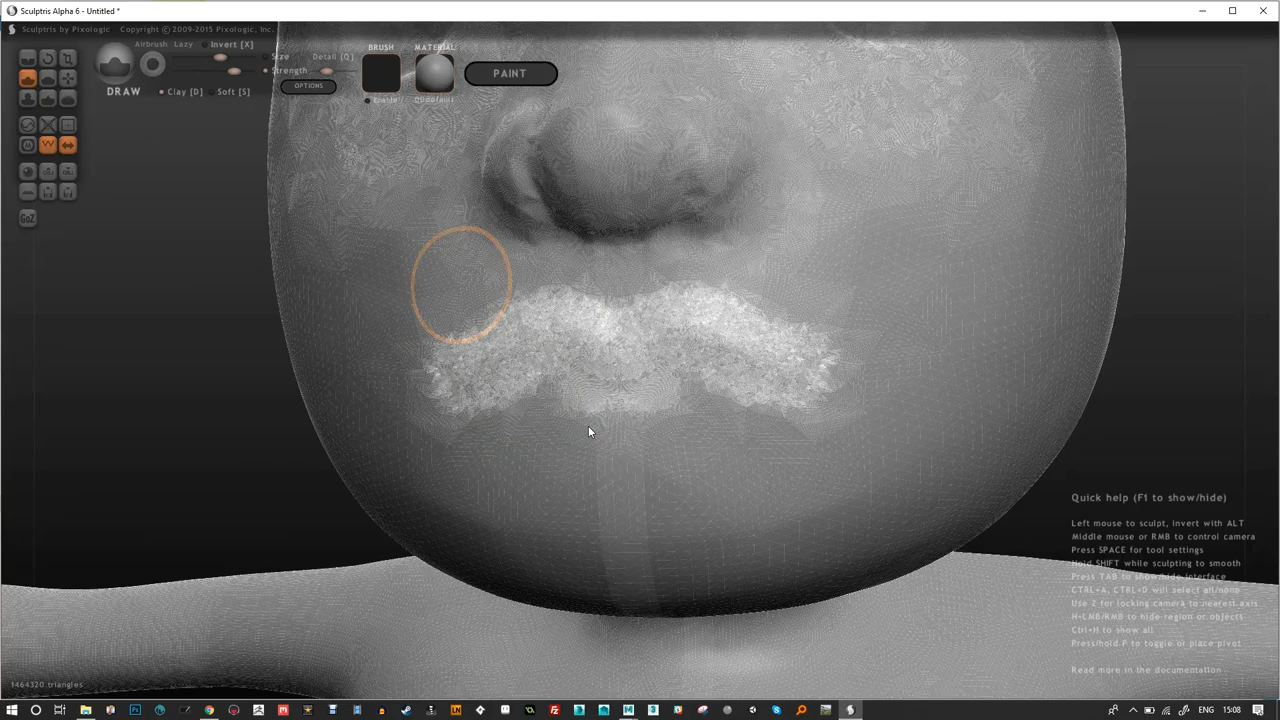 Sculptris Alpha 6 - Untitled *
Sculptris by Pixologic Copyright © 2009-2015 Pixologic, Inc.
Airbrush Lazy Invert [X]
Size
Detail [Q]
Strength
DRAW
Clay [D] Soft [S]
OPTIONS
BRUSH
MATERIAL
Enable
PAINT
GoZ
Quick help (F1 to show/hide)
Left mouse to sculpt, invert with ALT
Middle mouse or RMB to control camera
Press SPACE for tool settings
Hold SHIFT while sculpting to smooth
Press TAB to show/hide interface
CTRL+A, CTRL+D will select all/none
Use Z for locking camera to nearest axis
H+LMB/RMB to hide region or objects
Ctrl+H to show all
Press/hold P to toggle or place pivot
Read more in the documentation
1464320 triangles
ENG 15:08